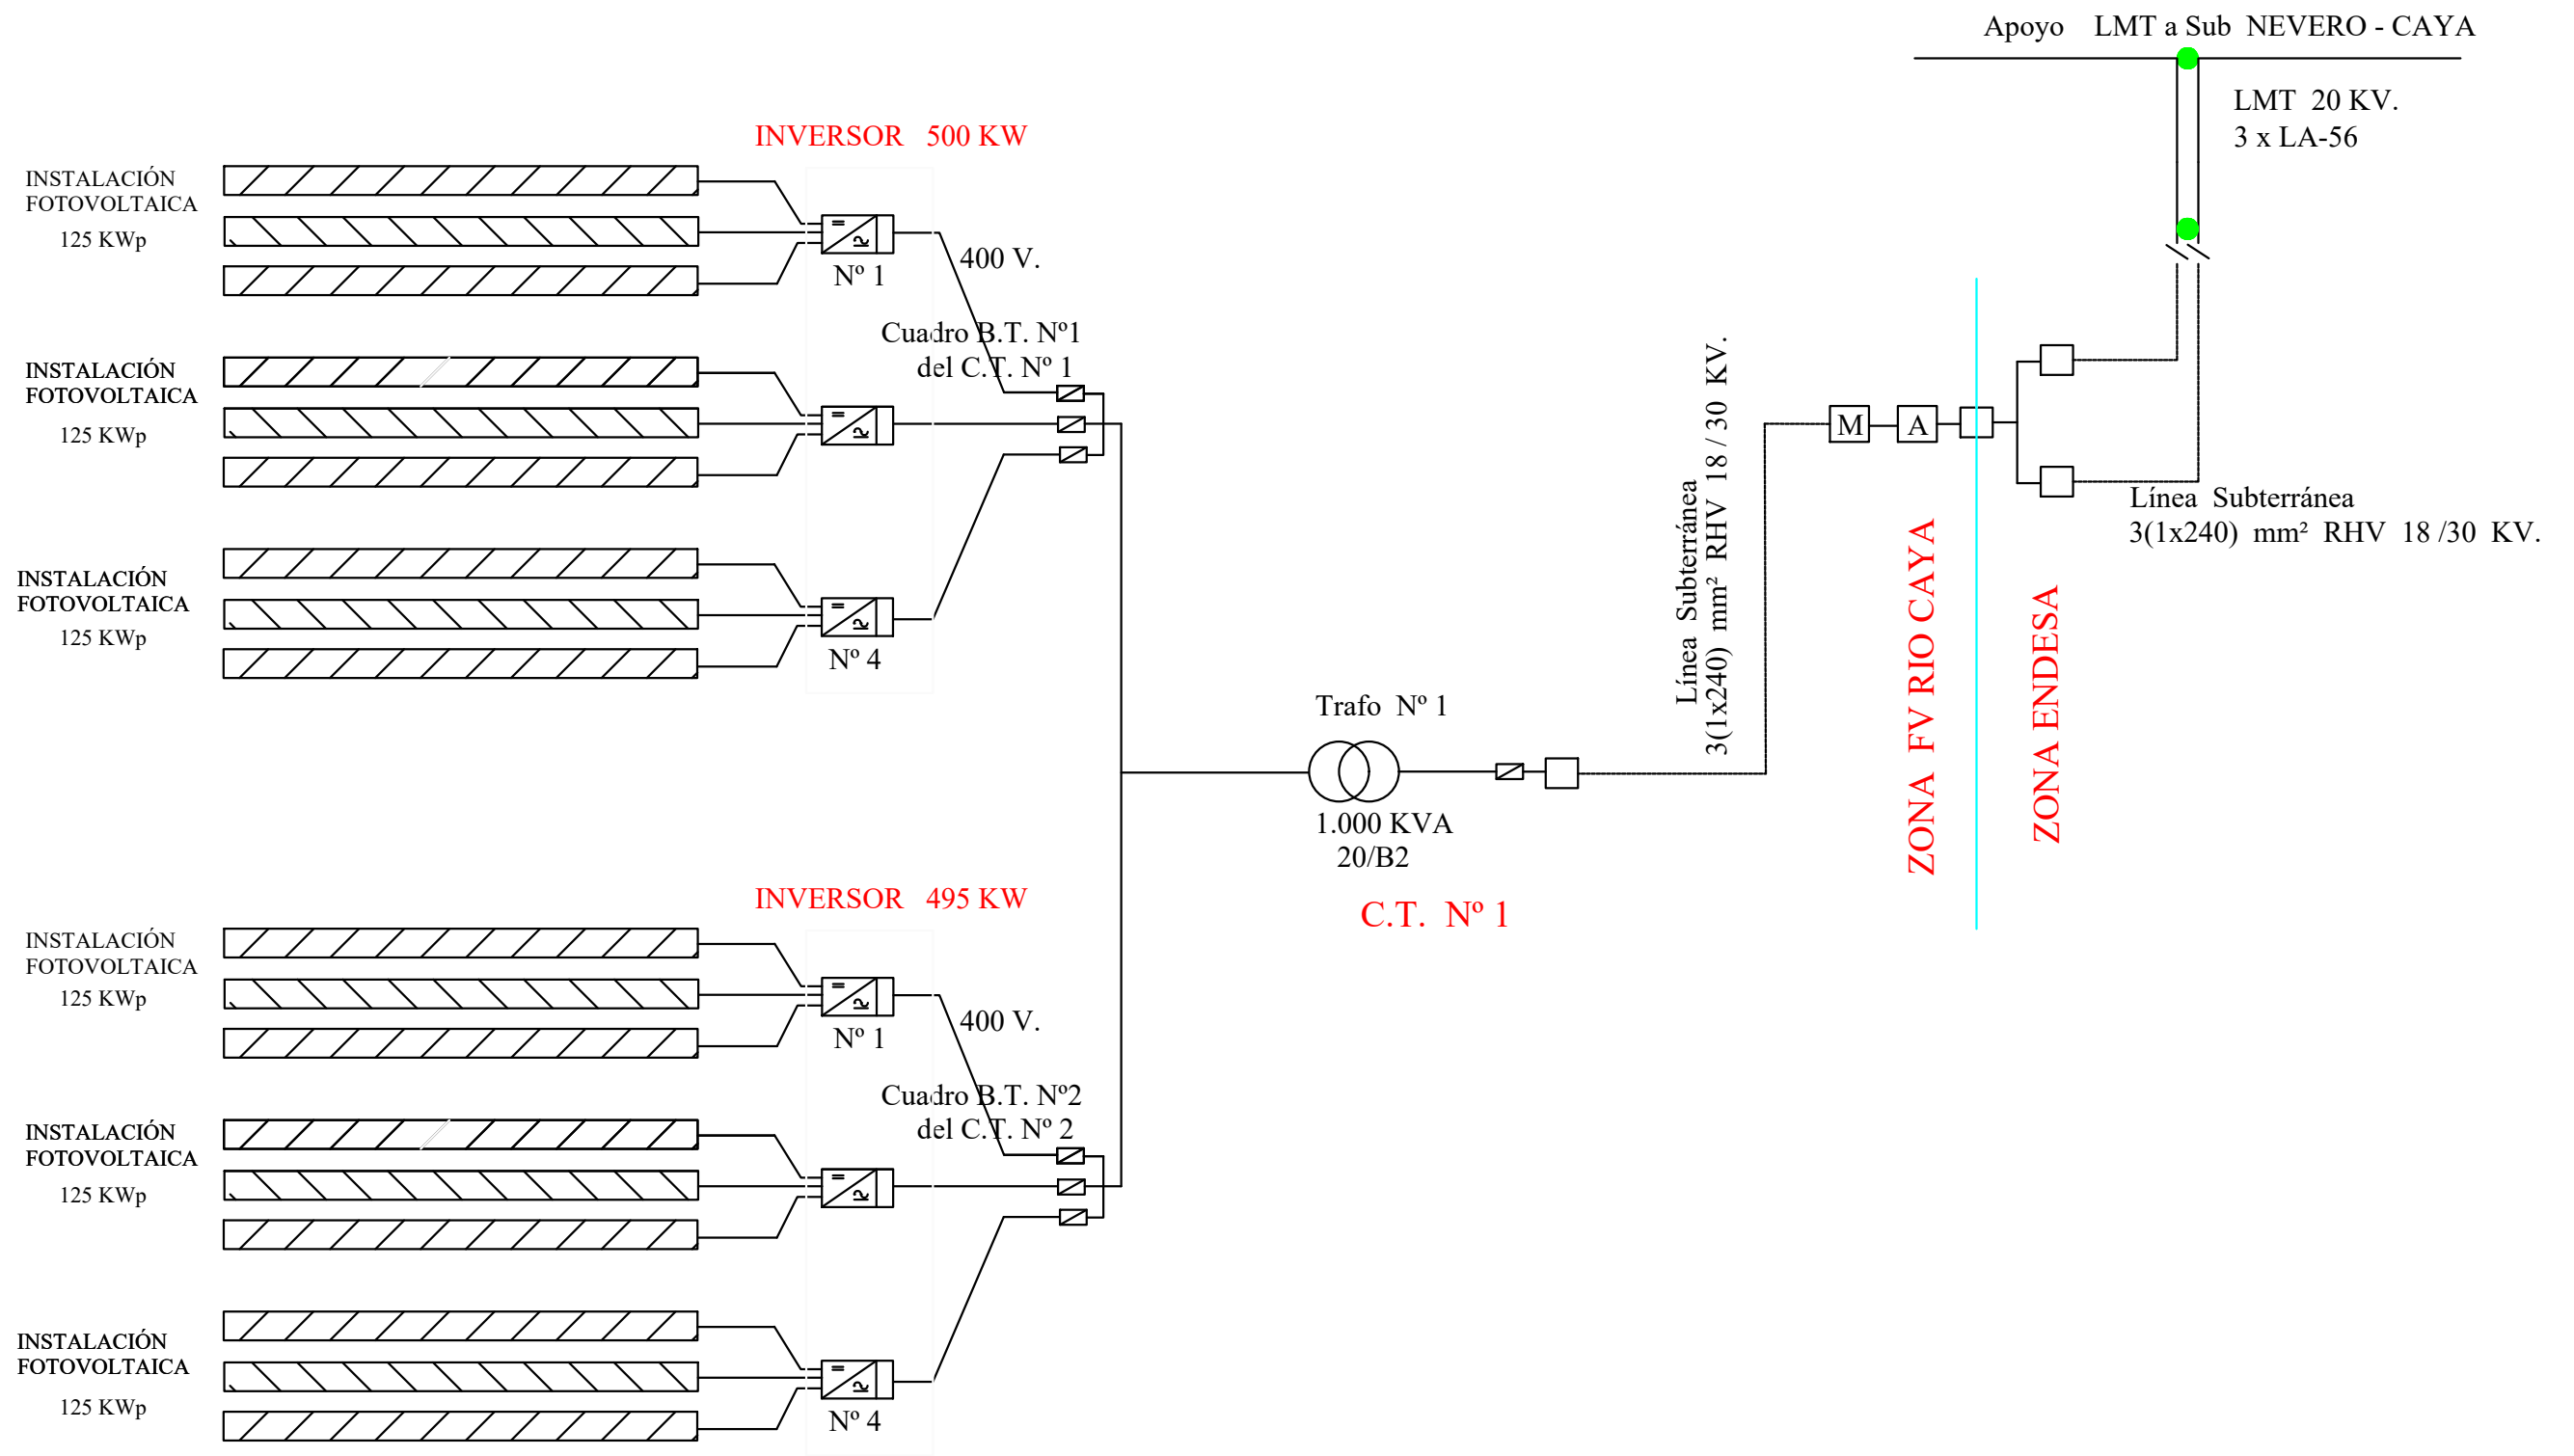 Apoyo LMT a Sub NEVERO - CAYA
LMT 20 KV.
3 x LA-56
INVERSOR 500 KW
INSTALACIÓN
FOTOVOLTAICA
125 KWp
Nº 1
400 V.
Cuadro B.T. Nº1
del C.T. Nº 1
INSTALACIÓN
FOTOVOLTAICA
125 KWp
INSTALACIÓN
FOTOVOLTAICA
125 KWp
Nº 4
Trafo Nº 1
1.000 KVA
20/B2
C.T. Nº 1
Línea Subterránea
3(1x240) mm² RHV 18 / 30 KV.
M
A
ZONA FV RIO CAYA
ZONA ENDESA
Línea Subterránea
3(1x240) mm² RHV 18 /30 KV.
INVERSOR 495 KW
INSTALACIÓN
FOTOVOLTAICA
125 KWp
Nº 1
400 V.
Cuadro B.T. Nº2
del C.T. Nº 2
INSTALACIÓN
FOTOVOLTAICA
125 KWp
INSTALACIÓN
FOTOVOLTAICA
125 KWp
Nº 4